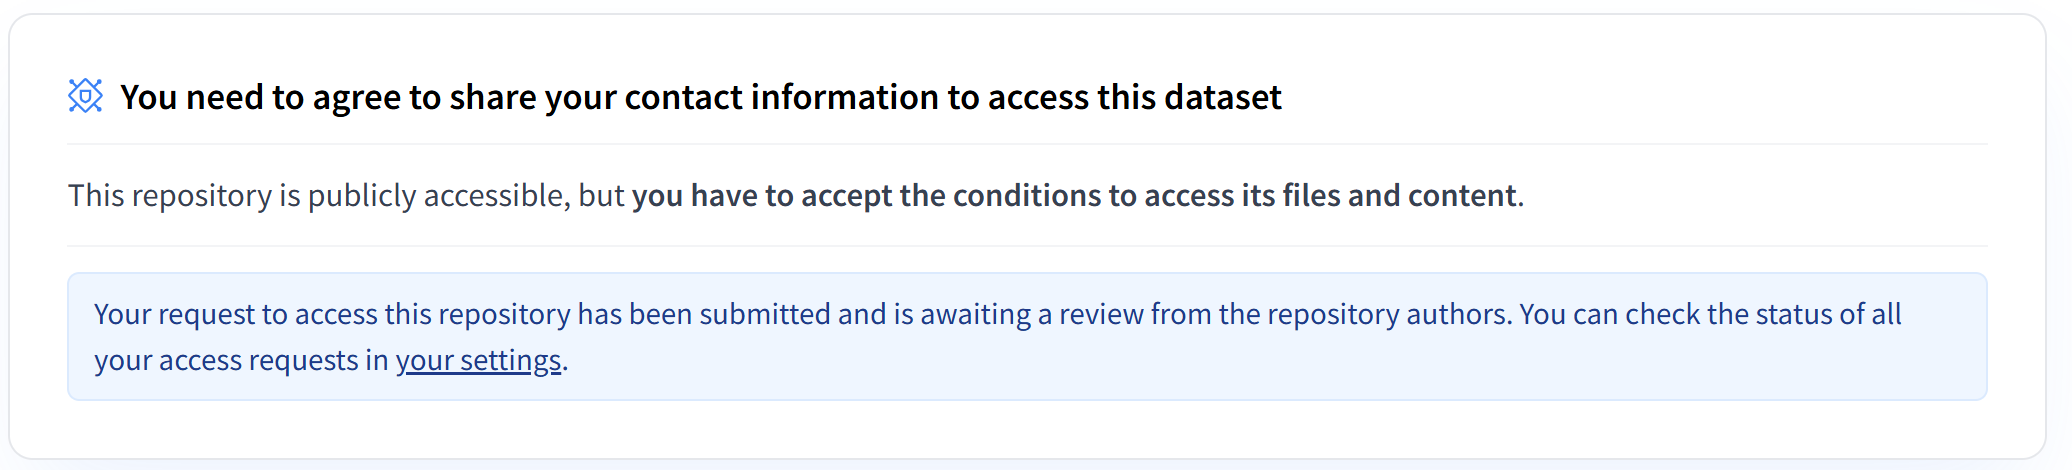 You need to agree to share your contact information to access this dataset
This repository is publicly accessible, but you have to accept the conditions to access its files and content.
Your request to access this repository has been submitted and is awaiting a review from the repository authors. You can check the status of all
your access requests in your settings.